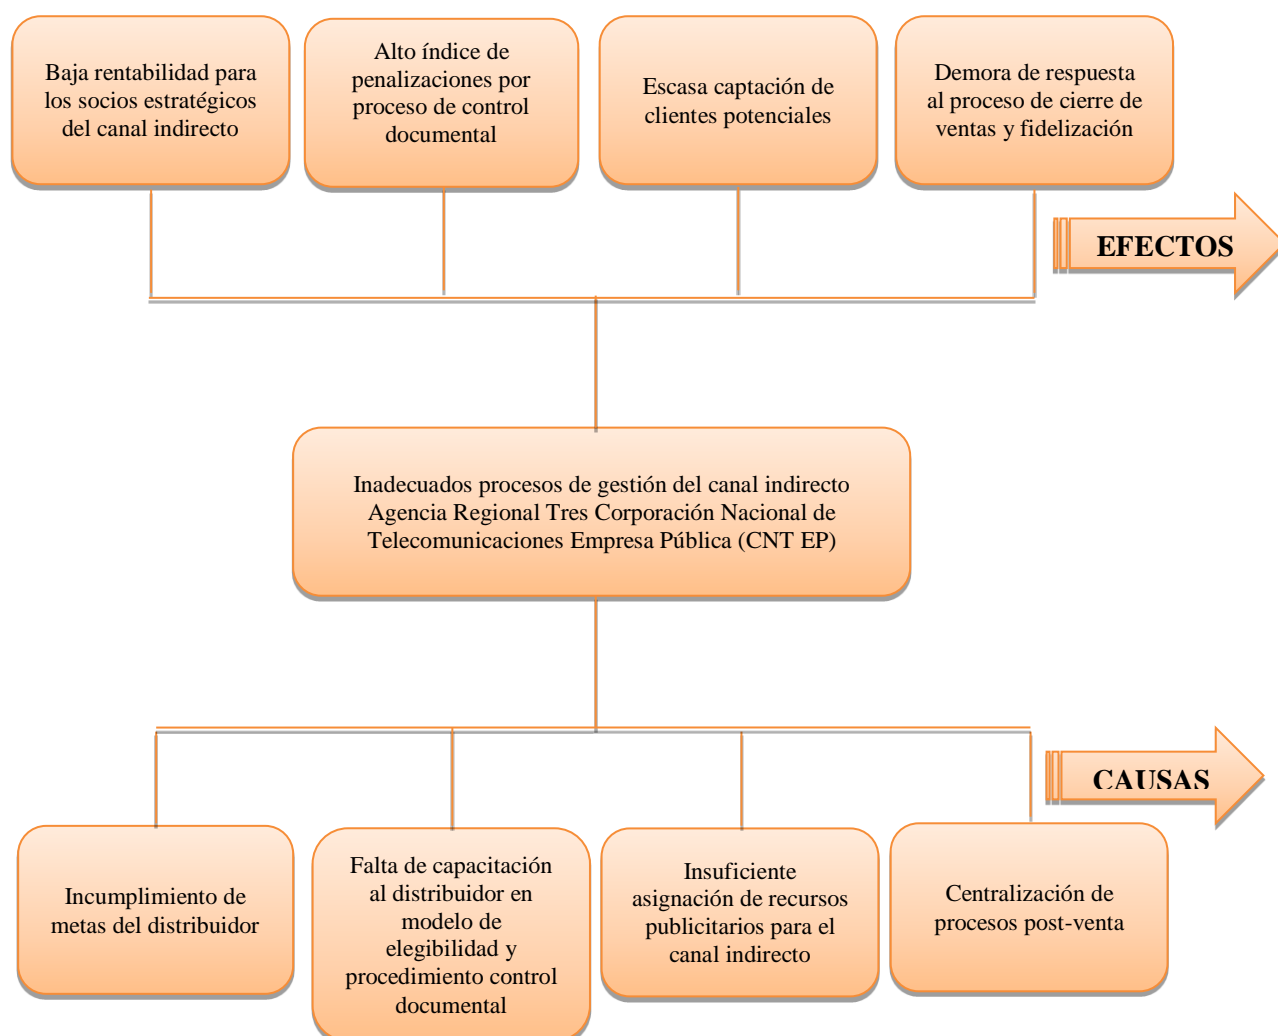 Baja rentabilidad para
los socios estratégicos
del canal indirecto
Alto índice de
penalizaciones por
proceso de control
documental
Escasa captación de
clientes potenciales
Demora de respuesta
al proceso de cierre de
ventas y fidelización
EFECTOS
Inadecuados procesos de gestión del canal indirecto
Agencia Regional Tres Corporación Nacional de
Telecomunicaciones Empresa Pública (CNT EP)
CAUSAS
Incumplimiento de
metas del distribuidor
Falta de capacitación
al distribuidor en
modelo de
elegibilidad y
procedimiento control
documental
Insuficiente
asignación de recursos
publicitarios para el
canal indirecto
Centralización de
procesos post-venta